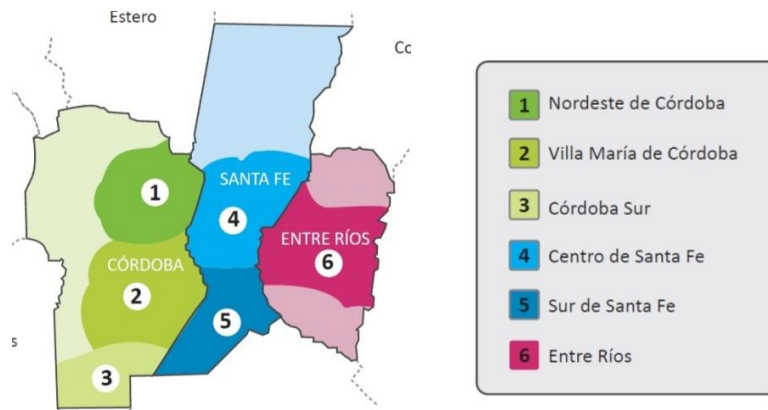 Estero
Co
SANTA FE
1
4
ENTRE RÍOS
6
CÓRDOBA
2
5
s
3
1 Nordeste de Córdoba
2 Villa María de Córdoba
3 Córdoba Sur
4 Centro de Santa Fe
5 Sur de Santa Fe
6 Entre Ríos